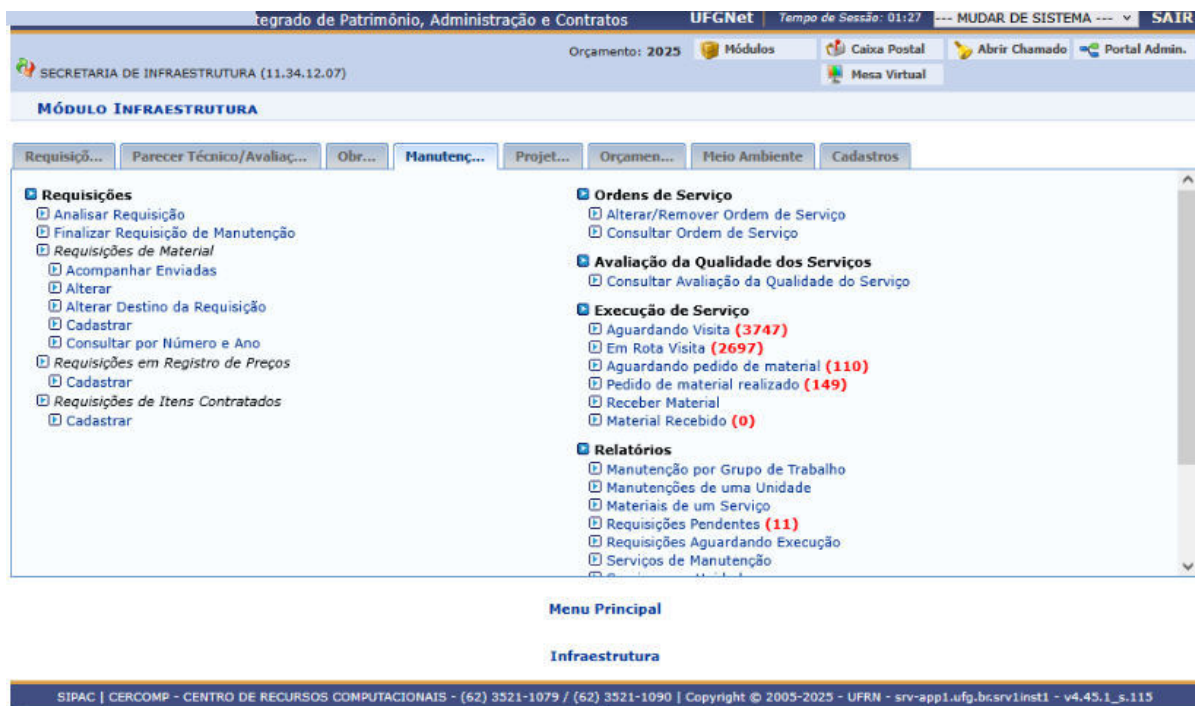 tegrado de Patrimônio, Administração e Contratos UFGNet Tempo de Sessão: 01:27 --- MUDAR DE SISTEMA --- SAIR
Orçamento: 2025 Módulos Caixa Postal Abrir Chamado Portal Admin.
SECRETARIA DE INFRAESTRUTURA (11.34.12.07) Mesa Virtual
MÓDULO INFRAESTRUTURA
Requisiçõ... Parecer Técnico/Avaliaç... Obr... Manutenç... Projet... Orçamen... Meio Ambiente Cadastros
Requisições
Analisar Requisição
Finalizar Requisição de Manutenção
Requisições de Material
Acompanhar Enviadas
Alterar
Alterar Destino da Requisição
Cadastrar
Consultar por Número e Ano
Requisições em Registro de Preços
Cadastrar
Requisições de Itens Contratados
Cadastrar
Ordens de Serviço
Alterar/Remover Ordem de Serviço
Consultar Ordem de Serviço
Avaliação da Qualidade dos Serviços
Consultar Avaliação da Qualidade do Serviço
Execução de Serviço
Aguardando Visita (3747)
Em Rota Visita (2697)
Aguardando pedido de material (110)
Pedido de material realizado (149)
Receber Material
Material Recebido (0)
Relatórios
Manutenção por Grupo de Trabalho
Manutenções de uma Unidade
Materiais de um Serviço
Requisições Pendentes (11)
Requisições Aguardando Execução
Serviços de Manutenção
Menu Principal
Infraestrutura
SIPAC | CERCOMP - CENTRO DE RECURSOS COMPUTACIONAIS - (62) 3521-1079 / (62) 3521-1090 | Copyright © 2005-2025 - UFRN - srv-app1.ufg.br.srv1inst1 - v4.45.1_s.115